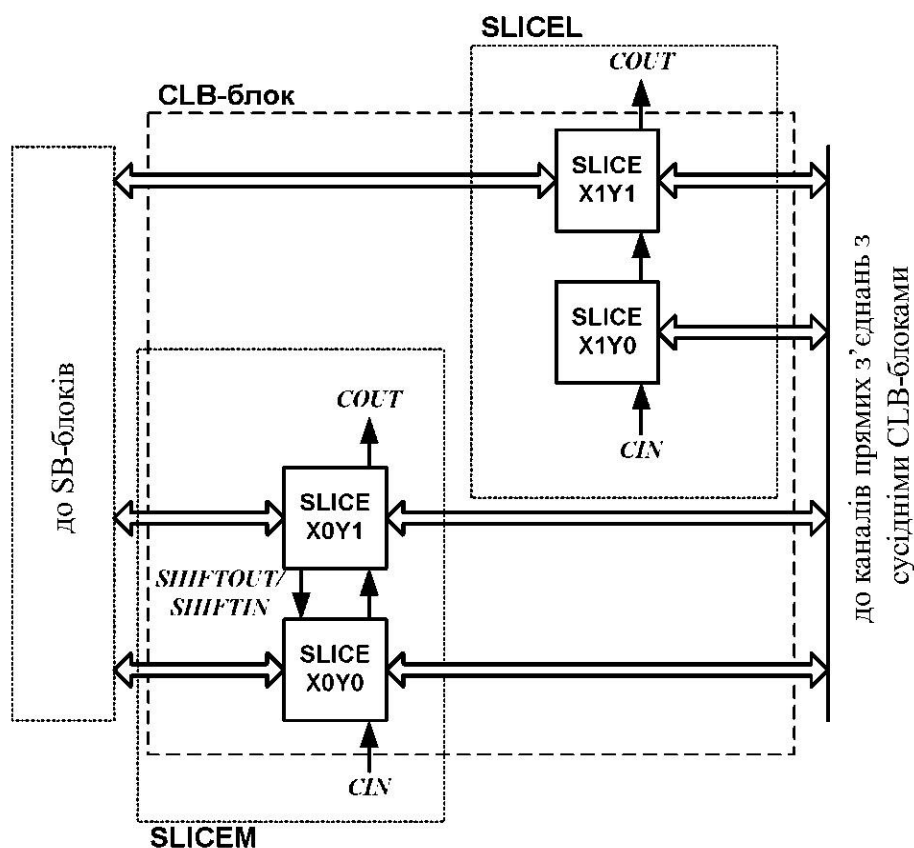 SLICEL
COUT
CLB-блок
SLICE
X1Y1
SLICE
X1Y0
CIN
до SB-блоків
до каналів прямих з’єднань з
сусідніми CLB-блоками
COUT
SLICE
X0Y1
SHIFTOUT/
SHIFTIN
SLICE
X0Y0
CIN
SLICEM